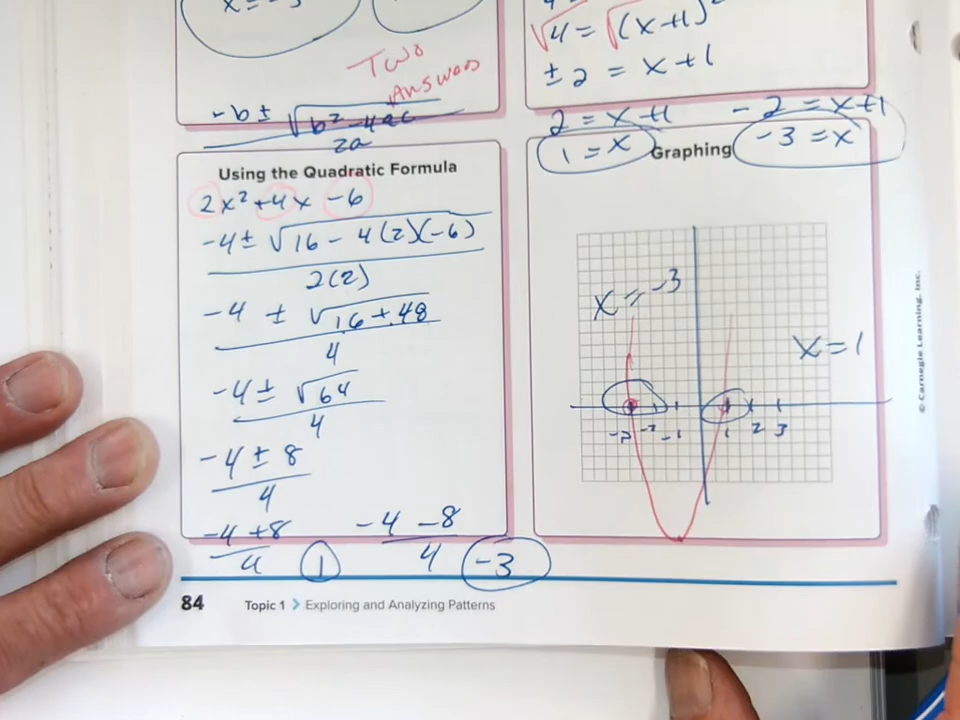 x = -3
√4 = √(x+1)²
± 2 = x+1
Two
Answers
-b ± √b² - 4ac
2a
2 = x+1
-2 = x+1
1 = x
-3 = x
Using the Quadratic Formula
2x² + 4x - 6
-4 ± √16 - 4(2)(-6)
2(2)
-4 ± √16 + 48
4
-4 ± √64
4
-4 ± 8
4
-4 + 8
4
1
-4 - 8
4
-3
Graphing
x = -3
x = 1
-2 -1
1 2 3
© Carnegie Learning, Inc.
84 Topic 1 > Exploring and Analyzing Patterns